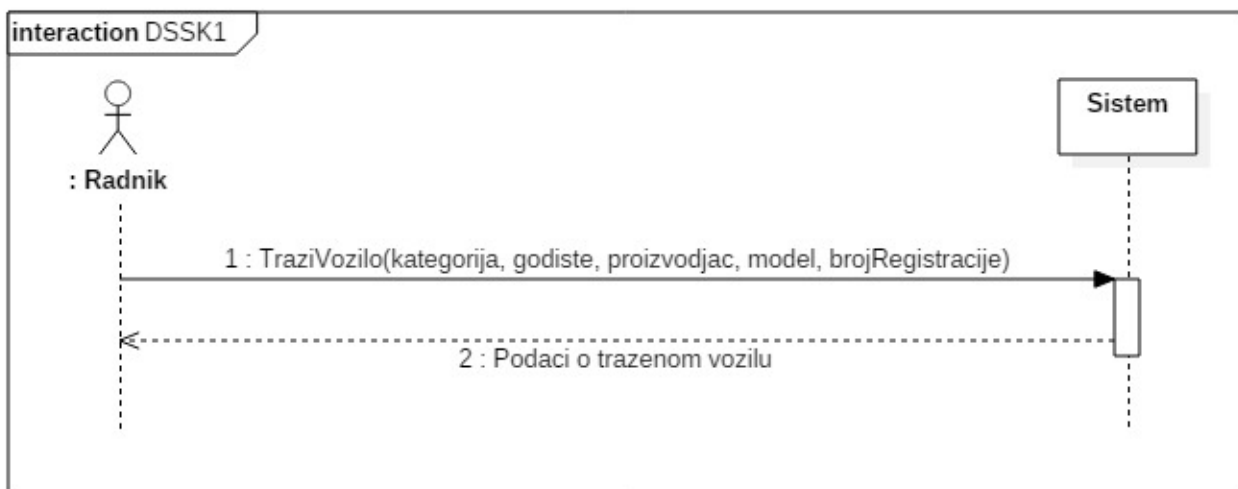 interaction DSSK1
Sistem
: Radnik
1 : TraziVozilo(kategorija, godiste, proizvodjac, model, brojRegistracije)
2 : Podaci o trazenom vozilu